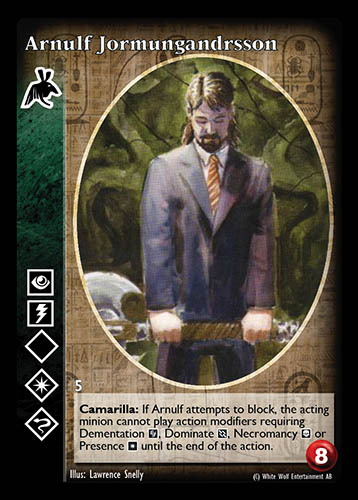 Arnulf Jormungandrsson
5
Camarilla: If Arnulf attempts to block, the acting
minion cannot play action modifiers requiring
Dementation, Dominate, Necromancy or
Presence until the end of the action.
8
Illus: Lawrence Snelly
(C) White Wolf Entertainment AB